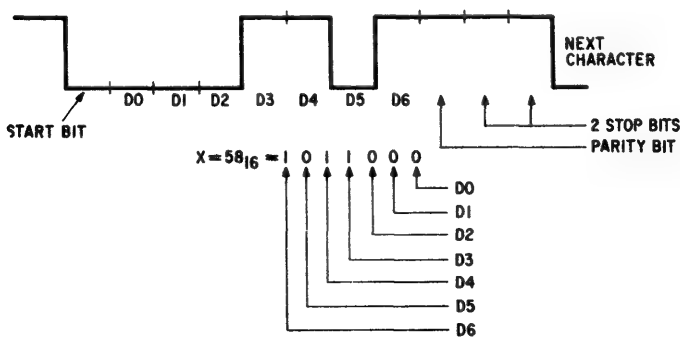 NEXT
CHARACTER
D0 D1 D2 D3 D4 D5 D6
START BIT
2 STOP BITS
PARITY BIT
X = 58₁₆ = 1 0 1 1 0 0 0
D0
D1
D2
D3
D4
D5
D6